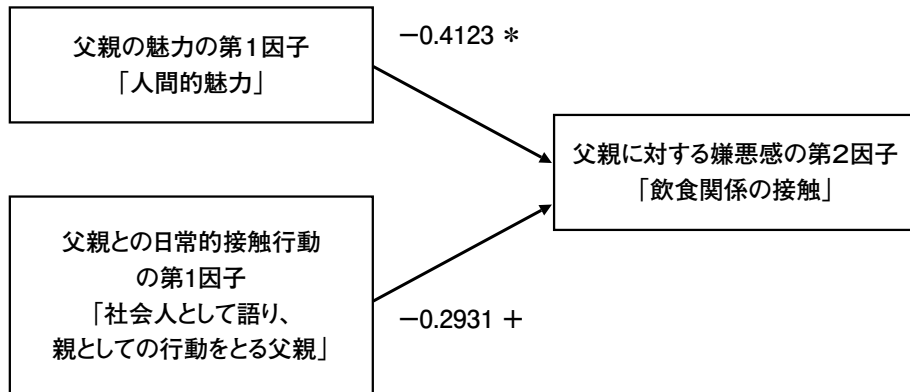 父親の魅力の第1因子
「人間的魅力」
－0.4123 ＊
父親に対する嫌悪感の第2因子
「飲食関係の接触」
父親との日常的接触行動
の第1因子
「社会人として語り、
親としての行動をとる父親」
－0.2931 ＋